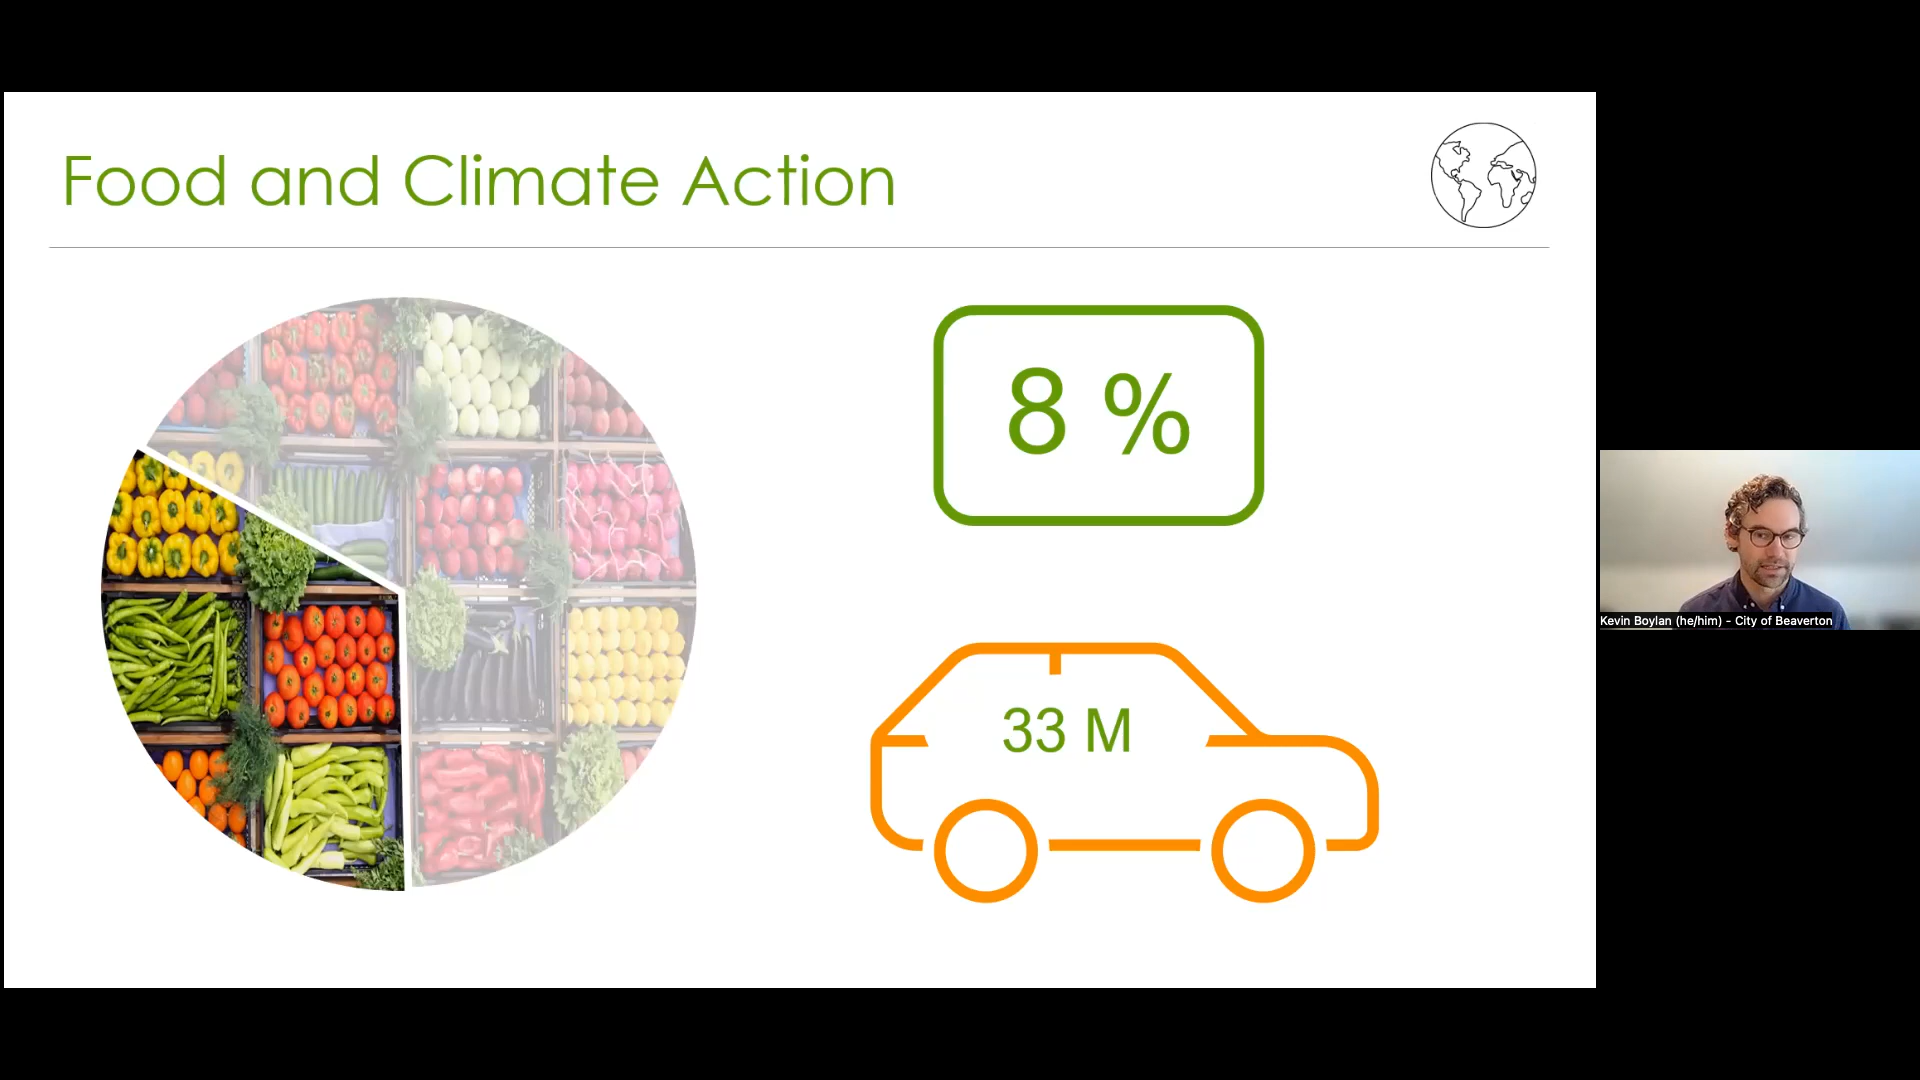 Food and Climate Action
8 %
33 M
Kevin Boylan (he/him) - City of Beaverton